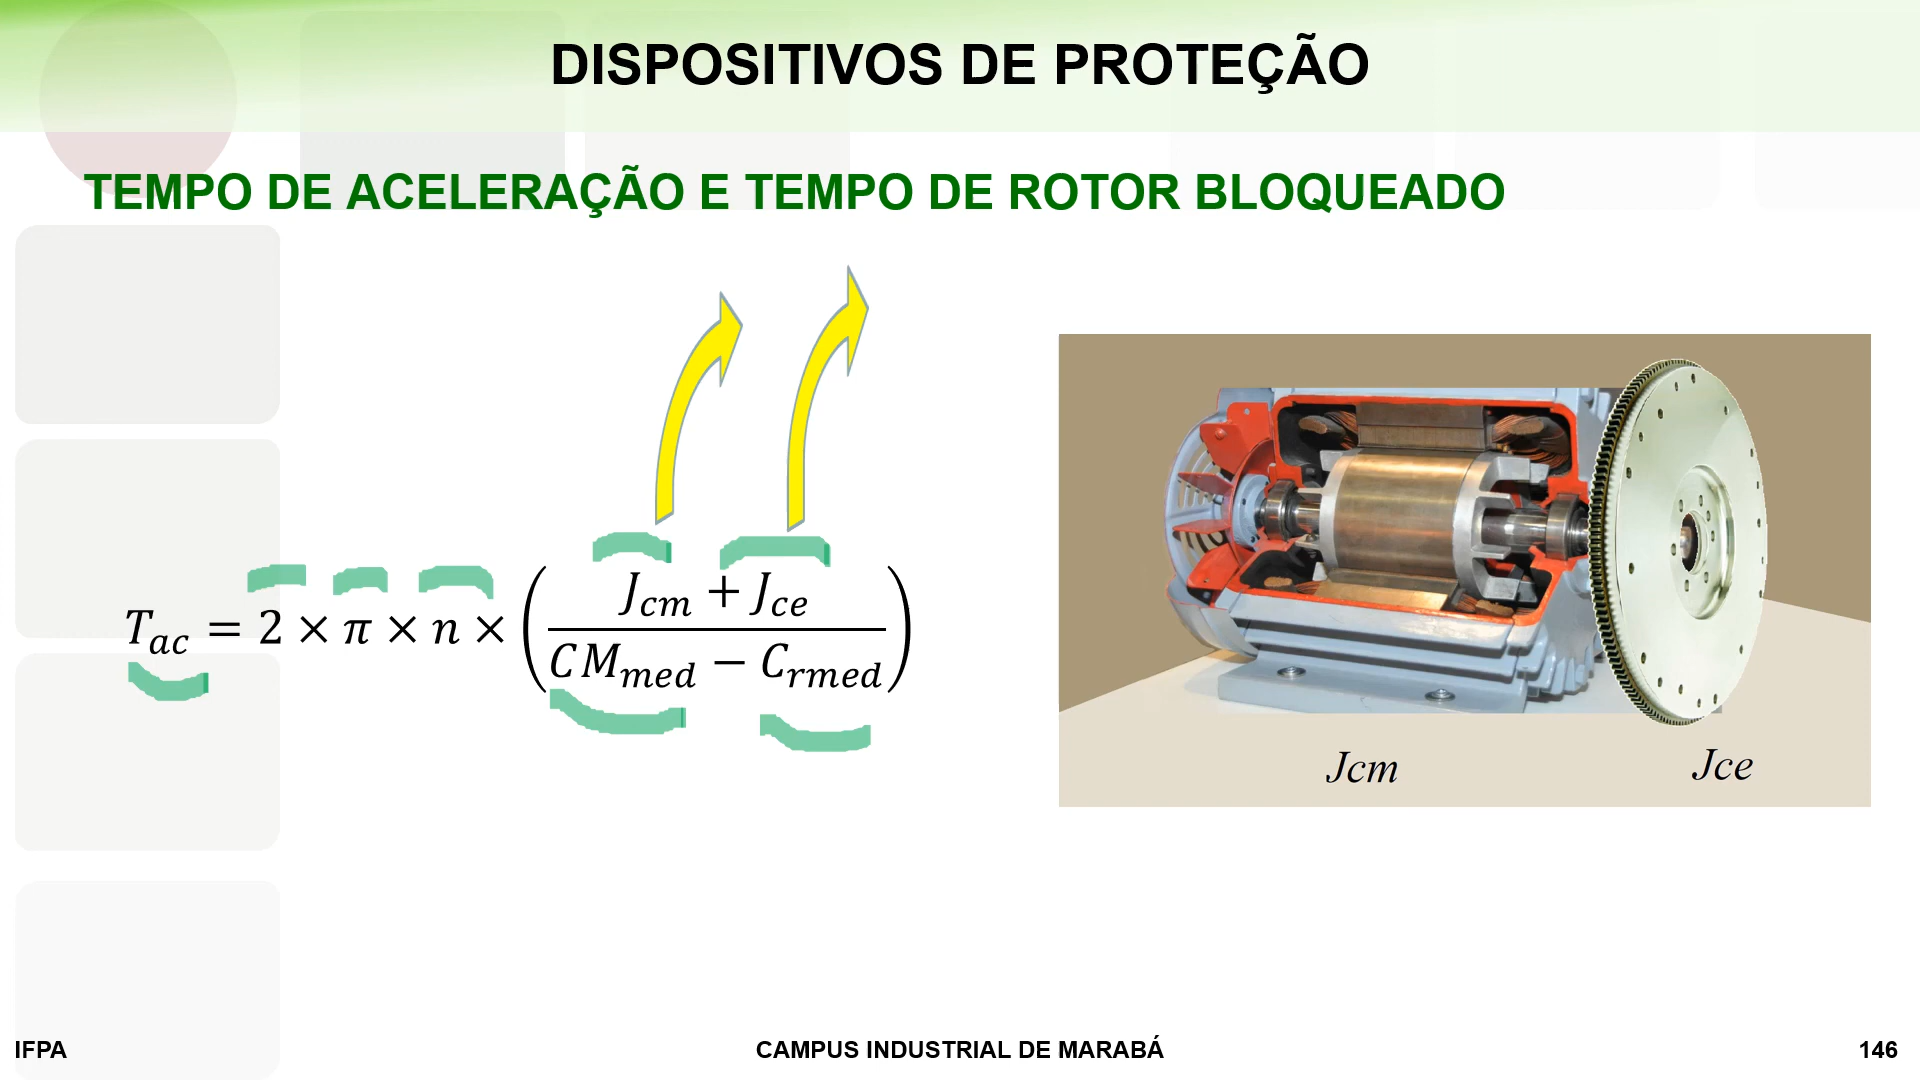 DISPOSITIVOS DE PROTEÇÃO
TEMPO DE ACELERAÇÃO E TEMPO DE ROTOR BLOQUEADO
T_ac = 2 × π × n × ( (J_cm + J_ce) / (CM_med − C_rmed) )
Jcm Jce
IFPA CAMPUS INDUSTRIAL DE MARABÁ 146